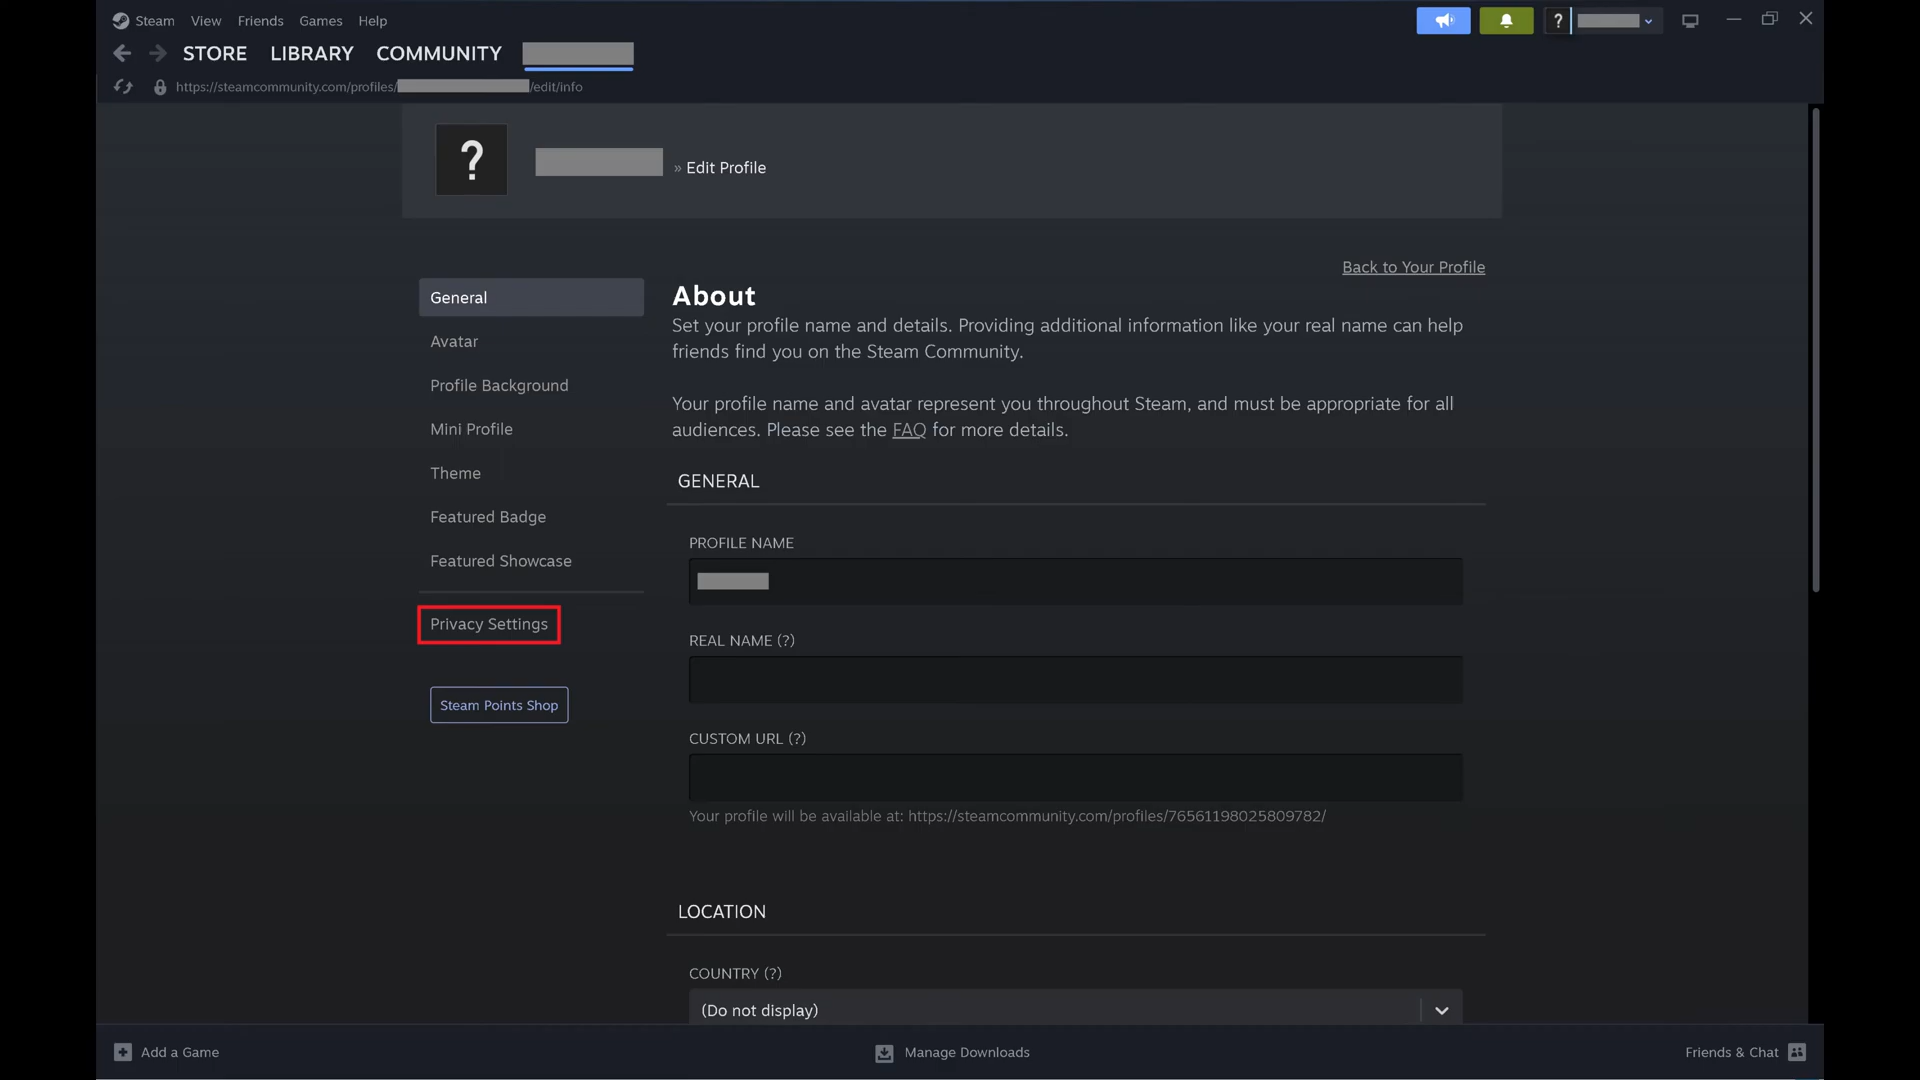 Steam View Friends Games Help
?
STORE LIBRARY COMMUNITY
https://steamcommunity.com/profiles/ /edit/info
?
» Edit Profile
Back to Your Profile
General
Avatar
Profile Background
Mini Profile
Theme
Featured Badge
Featured Showcase
Privacy Settings
Steam Points Shop
About
Set your profile name and details. Providing additional information like your real name can help
friends find you on the Steam Community.
Your profile name and avatar represent you throughout Steam, and must be appropriate for all
audiences. Please see the FAQ for more details.
GENERAL
PROFILE NAME
REAL NAME (?)
CUSTOM URL (?)
Your profile will be available at: https://steamcommunity.com/profiles/76561198025809782/
LOCATION
COUNTRY (?)
(Do not display)
Add a Game
Manage Downloads
Friends & Chat